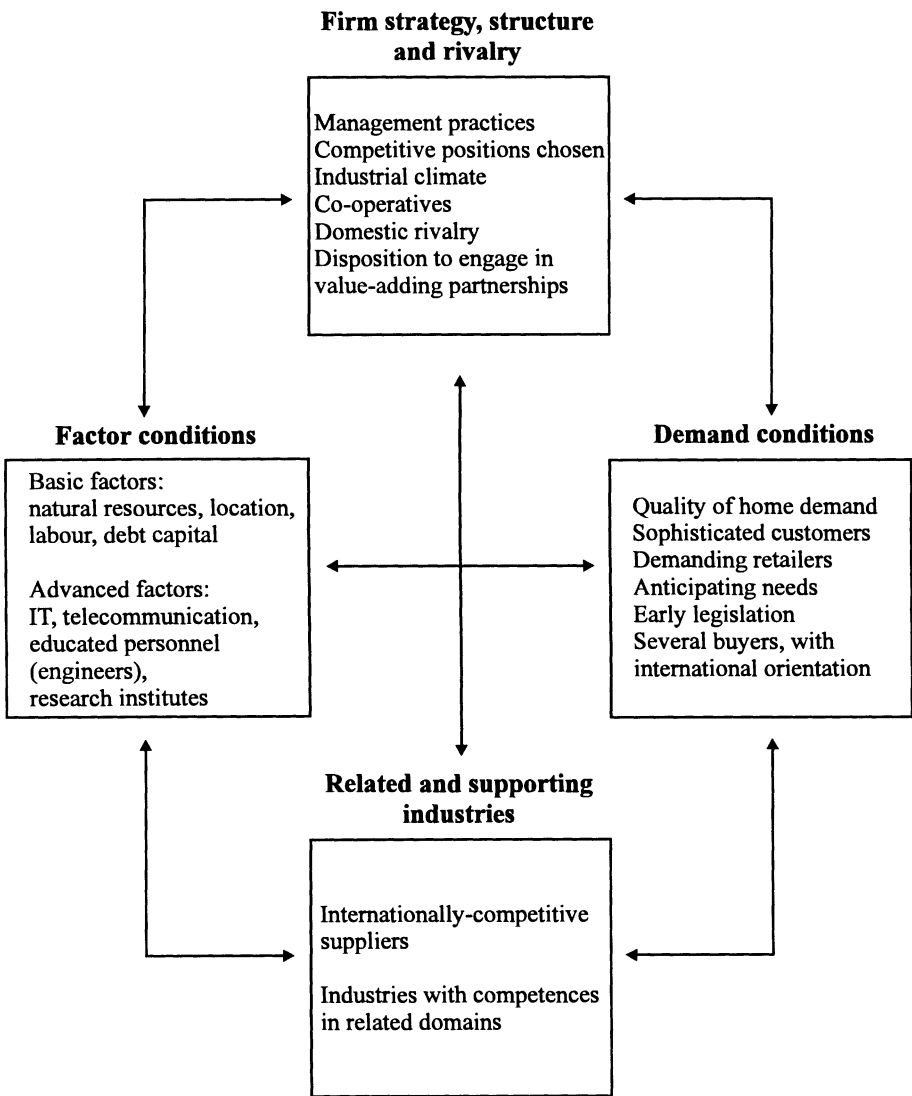 Firm strategy, structure
and rivalry
Management practices
Competitive positions chosen
Industrial climate
Co-operatives
Domestic rivalry
Disposition to engage in
value-adding partnerships
Factor conditions
Basic factors:
natural resources, location,
labour, debt capital
Advanced factors:
IT, telecommunication,
educated personnel
(engineers),
research institutes
Demand conditions
Quality of home demand
Sophisticated customers
Demanding retailers
Anticipating needs
Early legislation
Several buyers, with
international orientation
Related and supporting
industries
Internationally-competitive
suppliers
Industries with competences
in related domains